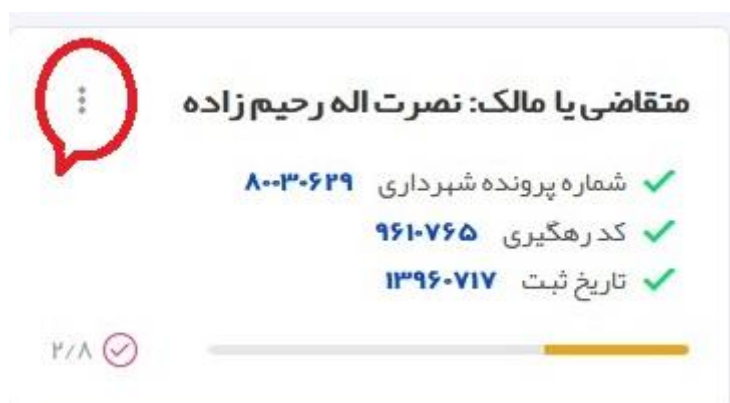 متقاضی یا مالک: نصرت اله رحیم زاده
شماره پرونده شهرداری ۸۰۰۳۰۶۲۹
کد رهگیری ۹۶۱۰۷۶۵
تاریخ ثبت ۱۳۹۶۰۷۱۷
۲/۸